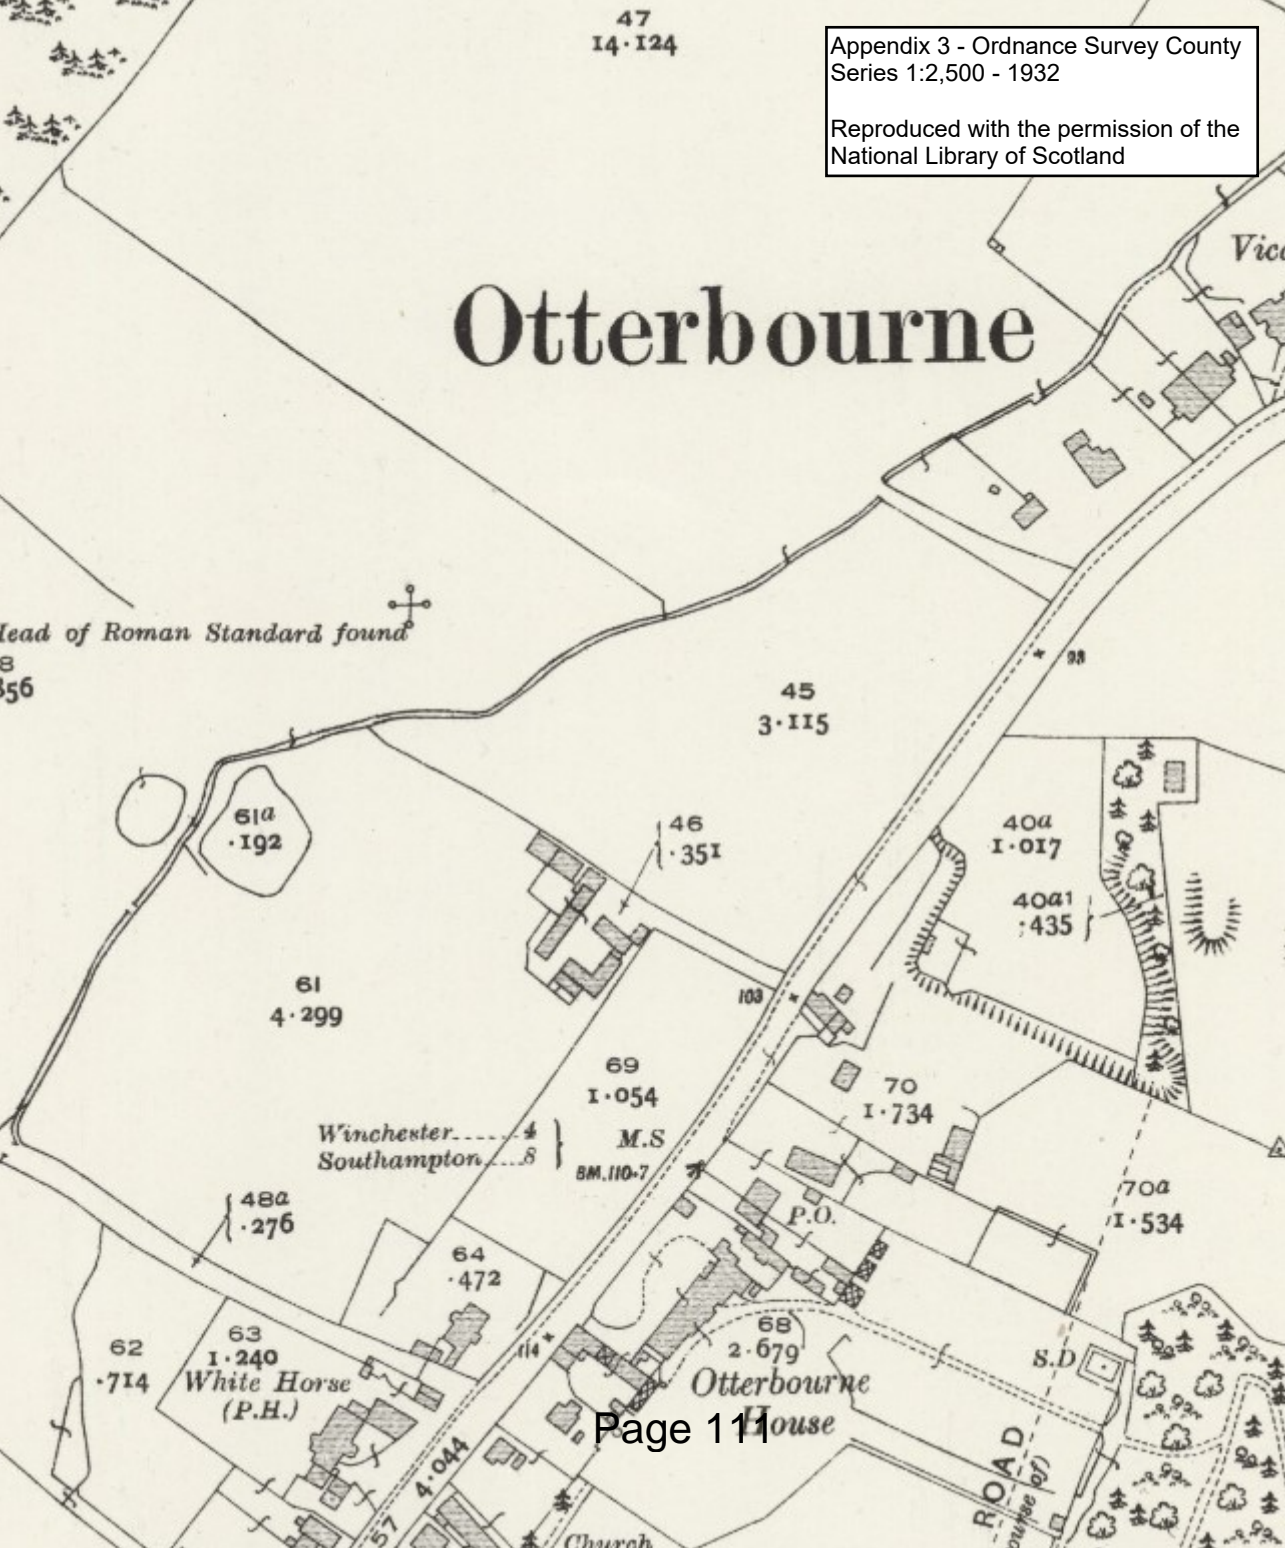 47
14·124
Appendix 3 - Ordnance Survey County
Series 1:2,500 - 1932
Reproduced with the permission of the
National Library of Scotland
Otterbourne
of Roman Standard found
45
3·115
98
61a
·192
46
·351
40a
1·017
40a1
·435
61
4·299
103
69
1·054
70
1·734
Winchester 4
Southampton 8
M.S
B.M.110·7
48a
·276
P.O.
70a
1·534
64
·472
62
·714
63
1·240
White Horse
(P.H.)
114
68
2·679
Otterbourne
House
S.D
Page 111
4·044
57
ROAD
of)
Church